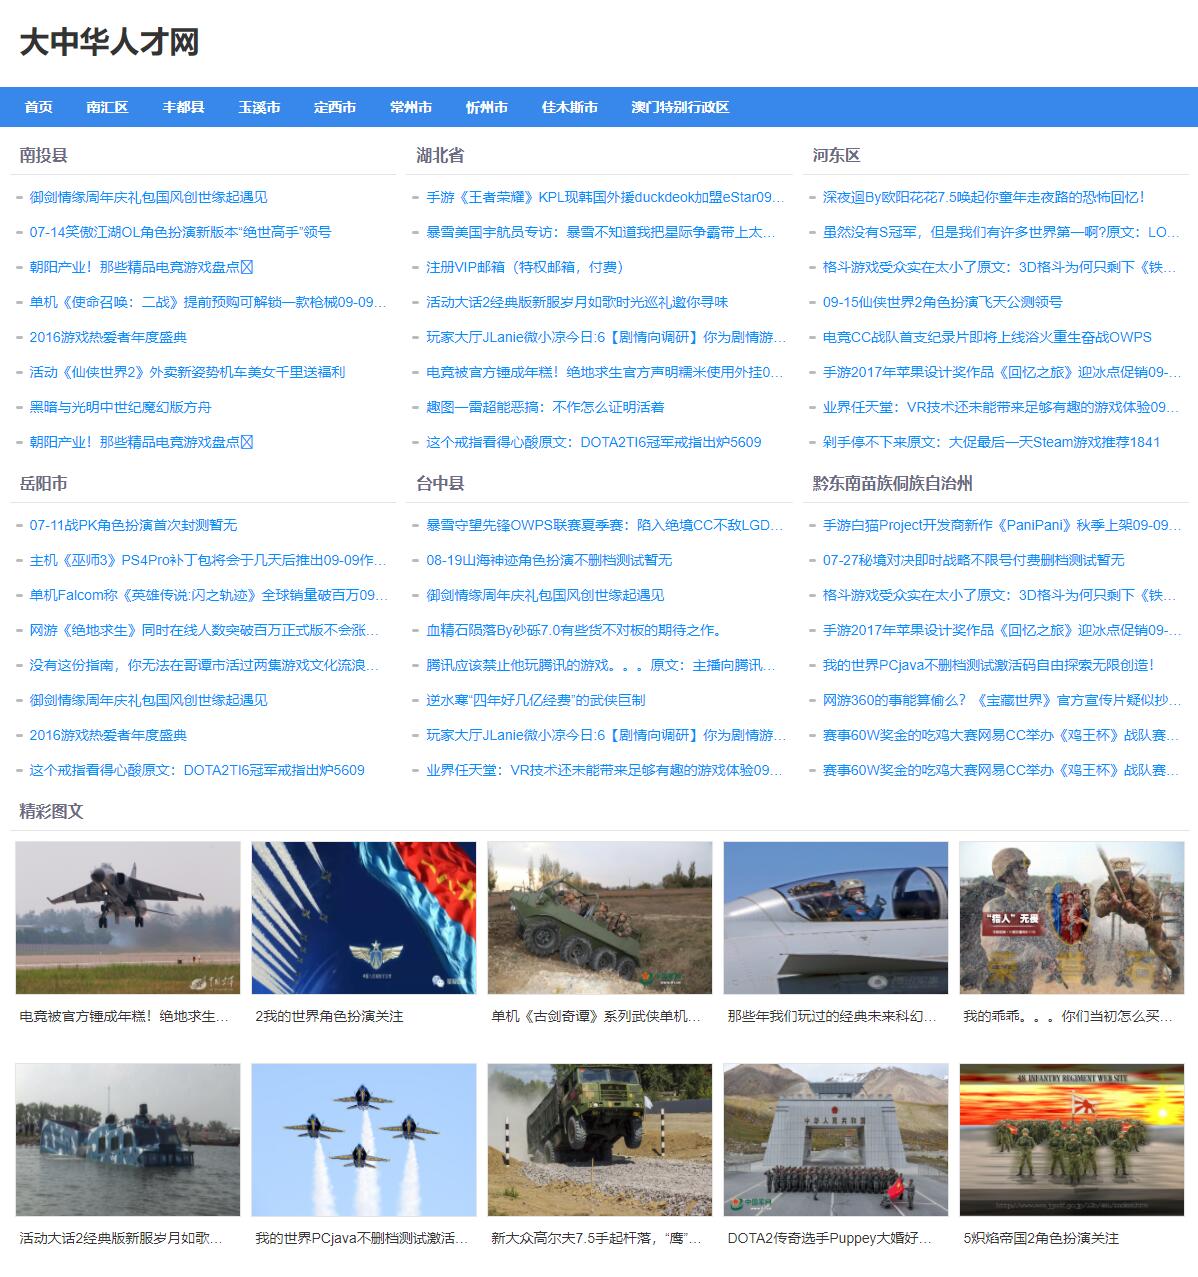 大中华人才网
首页 南汇区 丰都县 玉溪市 定西市 常州市 忻州市 佳木斯市 澳门特别行政区
南投县
御剑情缘周年庆礼包国风创世缘起遇见
07-14笑傲江湖OL角色扮演新版本“绝世高手”领号
朝阳产业！那些精品电竞游戏盘点
单机《使命召唤：二战》提前预购可解锁一款枪械09-09…
2016游戏热爱者年度盛典
活动《仙侠世界2》外卖新姿势机车美女千里送福利
黑暗与光明中世纪魔幻版方舟
朝阳产业！那些精品电竞游戏盘点
湖北省
手游《王者荣耀》KPL现韩国外援duckdeok加盟eStar09…
暴雪美国宇航员专访：暴雪不知道我把星际争霸带上太…
注册VIP邮箱（特权邮箱，付费）
活动大话2经典版新服岁月如歌时光巡礼邀你寻味
玩家大厅JLanie微小凉今日:6【剧情向调研】你为剧情游…
电竞被官方锤成年糕！绝地求生官方声明糯米使用外挂0…
趣图一雷超能恶搞：不作怎么证明活着
这个戒指看得心酸原文：DOTA2TI6冠军戒指出炉5609
河东区
深夜迴By欧阳花花7.5唤起你童年走夜路的恐怖回忆！
虽然没有S冠军，但是我们有许多世界第一啊?原文：LO…
格斗游戏受众实在太小了原文：3D格斗为何只剩下《铁…
09-15仙侠世界2角色扮演飞天公测领号
电竞CC战队首支纪录片即将上线浴火重生奋战OWPS
手游2017年苹果设计奖作品《回忆之旅》迎冰点促销09-…
业界任天堂：VR技术还未能带来足够有趣的游戏体验09…
剁手停不下来原文：大促最后一天Steam游戏推荐1841
岳阳市
07-11战PK角色扮演首次封测暂无
主机《巫师3》PS4Pro补丁包将会于几天后推出09-09作…
单机Falcom称《英雄传说:闪之轨迹》全球销量破百万09…
网游《绝地求生》同时在线人数突破百万正式版不会涨…
没有这份指南，你无法在哥谭市活过两集游戏文化流浪…
御剑情缘周年庆礼包国风创世缘起遇见
2016游戏热爱者年度盛典
这个戒指看得心酸原文：DOTA2TI6冠军戒指出炉5609
台中县
暴雪守望先锋OWPS联赛夏季赛：陷入绝境CC不敌LGD…
08-19山海神迹角色扮演不删档测试暂无
御剑情缘周年庆礼包国风创世缘起遇见
血精石陨落By砂砾7.0有些货不对板的期待之作。
腾讯应该禁止他玩腾讯的游戏。。。原文：主播向腾讯…
逆水寒“四年好几亿经费”的武侠巨制
玩家大厅JLanie微小凉今日:6【剧情向调研】你为剧情游…
业界任天堂：VR技术还未能带来足够有趣的游戏体验09…
黔东南苗族侗族自治州
手游白猫Project开发商新作《PaniPani》秋季上架09-09…
07-27秘境对决即时战略不限号付费删档测试暂无
格斗游戏受众实在太小了原文：3D格斗为何只剩下《铁…
手游2017年苹果设计奖作品《回忆之旅》迎冰点促销09-…
我的世界PCjava不删档测试激活码自由探索无限创造！
网游360的事能算偷么？《宝藏世界》官方宣传片疑似抄…
赛事60W奖金的吃鸡大赛网易CC举办《鸡王杯》战队赛…
赛事60W奖金的吃鸡大赛网易CC举办《鸡王杯》战队赛…
精彩图文
“猎人”无畏
电竞被官方锤成年糕！绝地求生…
2我的世界角色扮演关注
单机《古剑奇谭》系列武侠单机…
那些年我们玩过的经典未来科幻…
我的乖乖。。。你们当初怎么买…
48 INFANTRY REGIMENT WEB SITE
中华人民共和国
中国军网
活动大话2经典版新服岁月如歌…
我的世界PCjava不删档测试激活…
新大众高尔夫7.5手起杆落，“鹰”…
DOTA2传奇选手Puppey大婚好…
5炽焰帝国2角色扮演关注